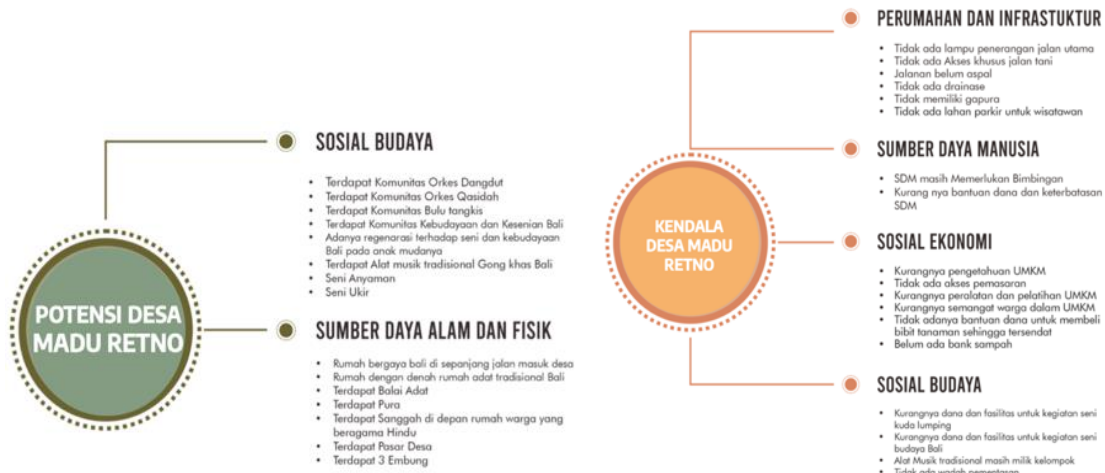 POTENSI DESA
MADU RETNO
SOSIAL BUDAYA
• Terdapat Komunitas Orkes Dangdut
• Terdapat Komunitas Orkes Qasidah
• Terdapat Komunitas Bulu tangkis
• Terdapat Komunitas Kebudayaan dan Kesenian Bali
• Adanya regenarasi terhadap seni dan kebudayaan
Bali pada anak mudanya
• Terdapat Alat musik tradisional Gong khas Bali
• Seni Anyaman
• Seni Ukir
SUMBER DAYA ALAM DAN FISIK
• Rumah bergaya bali di sepanjang jalan masuk desa
• Rumah dengan denah rumah adat tradisional Bali
• Terdapat Balai Adat
• Terdapat Pura
• Terdapat Sanggah di depan rumah warga yang
beragama Hindu
• Terdapat Pasar Desa
• Terdapat 3 Embung
KENDALA
DESA MADU
RETNO
PERUMAHAN DAN INFRASTUKTUR
• Tidak ada lampu penerangan jalan utama
• Tidak ada Akses khusus jalan tani
• Jalanan belum aspal
• Tidak ada drainase
• Tidak memiliki gapura
• Tidak ada lahan parkir untuk wisatawan
SUMBER DAYA MANUSIA
• SDM masih Memerlukan Bimbingan
• Kurang nya bantuan dana dan keterbatasan
SDM
SOSIAL EKONOMI
• Kurangnya pengetahuan UMKM
• Tidak ada akses pemasaran
• Kurangnya peralatan dan pelatihan UMKM
• Kurangnya semangat warga dalam UMKM
• Tidak adanya bantuan dana untuk membeli
bibit tanaman sehingga tersendat
• Belum ada bank sampah
SOSIAL BUDAYA
• Kurangnya dana dan fasilitas untuk kegiatan seni
kuda lumping
• Kurangnya dana dan fasilitas untuk kegiatan seni
budaya Bali
• Alat Musik tradisional masih milik kelompok
• Tidak ada wadah pementasan